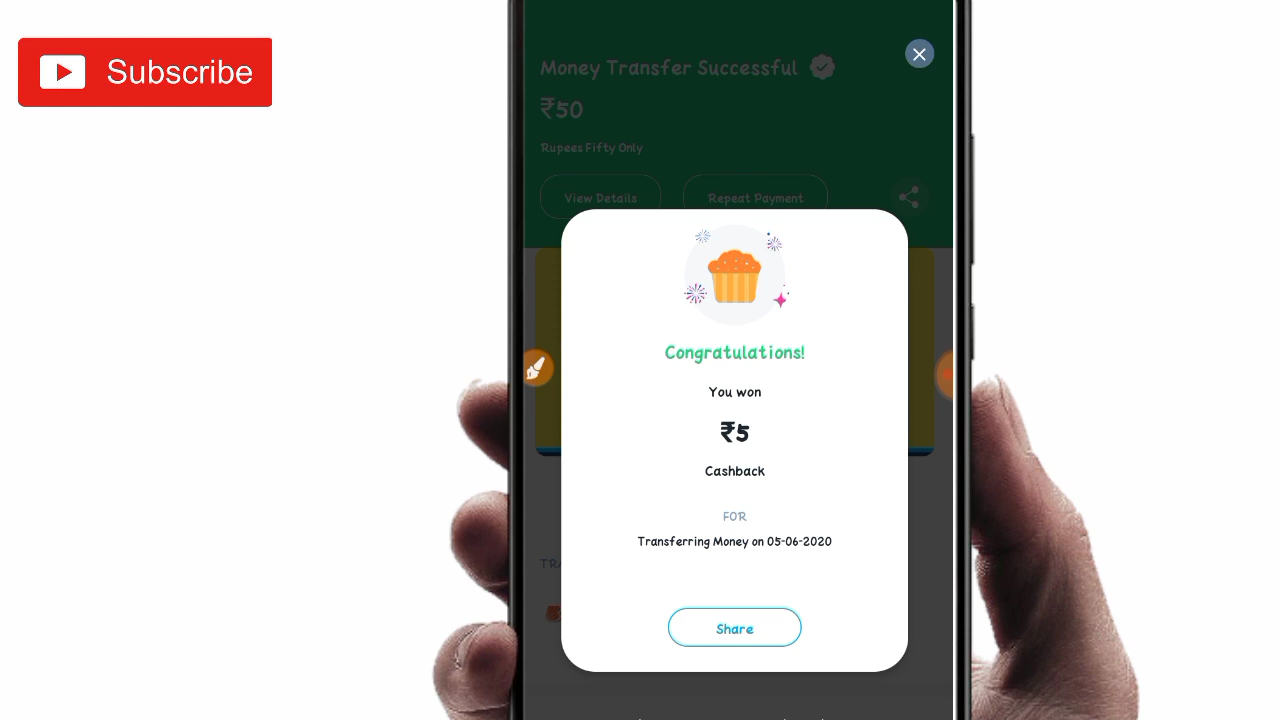 Subscribe
Money Transfer Successful
₹50
Rupees Fifty Only
View Details
Repeat Payment
Congratulations!
You won
₹5
Cashback
FOR
Transferring Money on 05-06-2020
Share